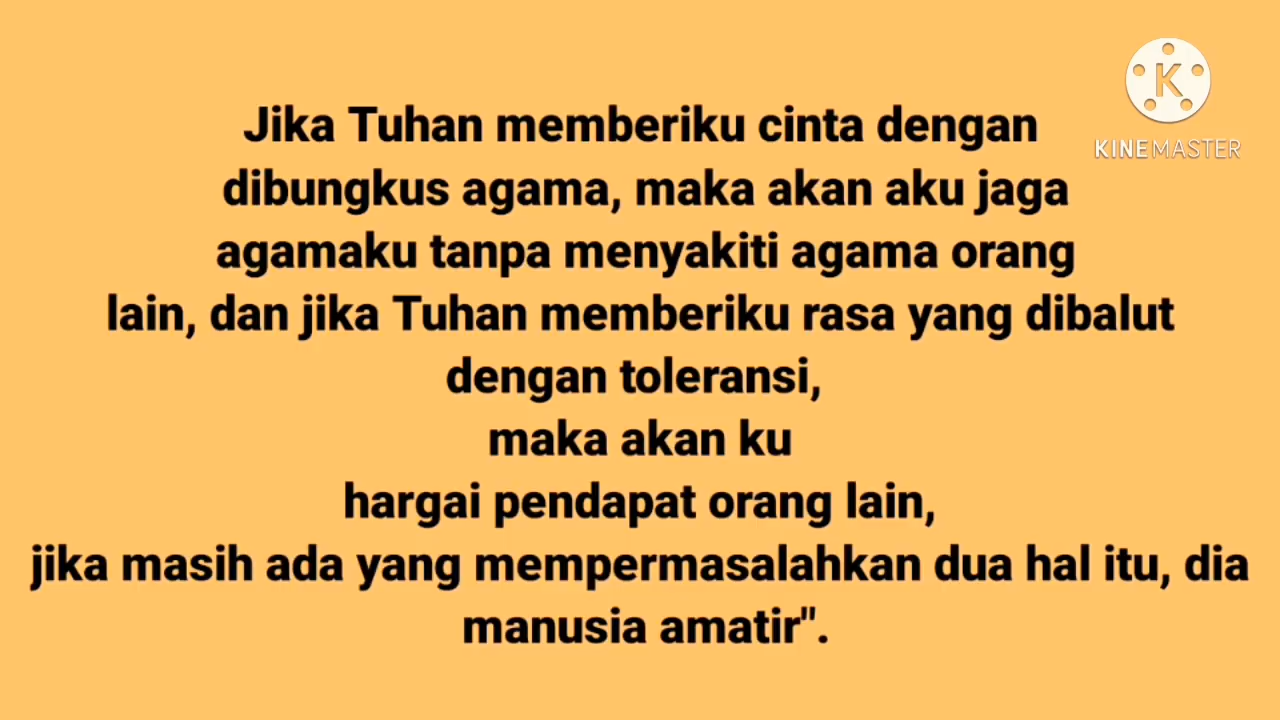 Jika Tuhan memberiku cinta dengan
dibungkus agama, maka akan aku jaga
agamaku tanpa menyakiti agama orang
lain, dan jika Tuhan memberiku rasa yang dibalut
dengan toleransi,
maka akan ku
hargai pendapat orang lain,
jika masih ada yang mempermasalahkan dua hal itu, dia
manusia amatir".
K
KINEMASTER